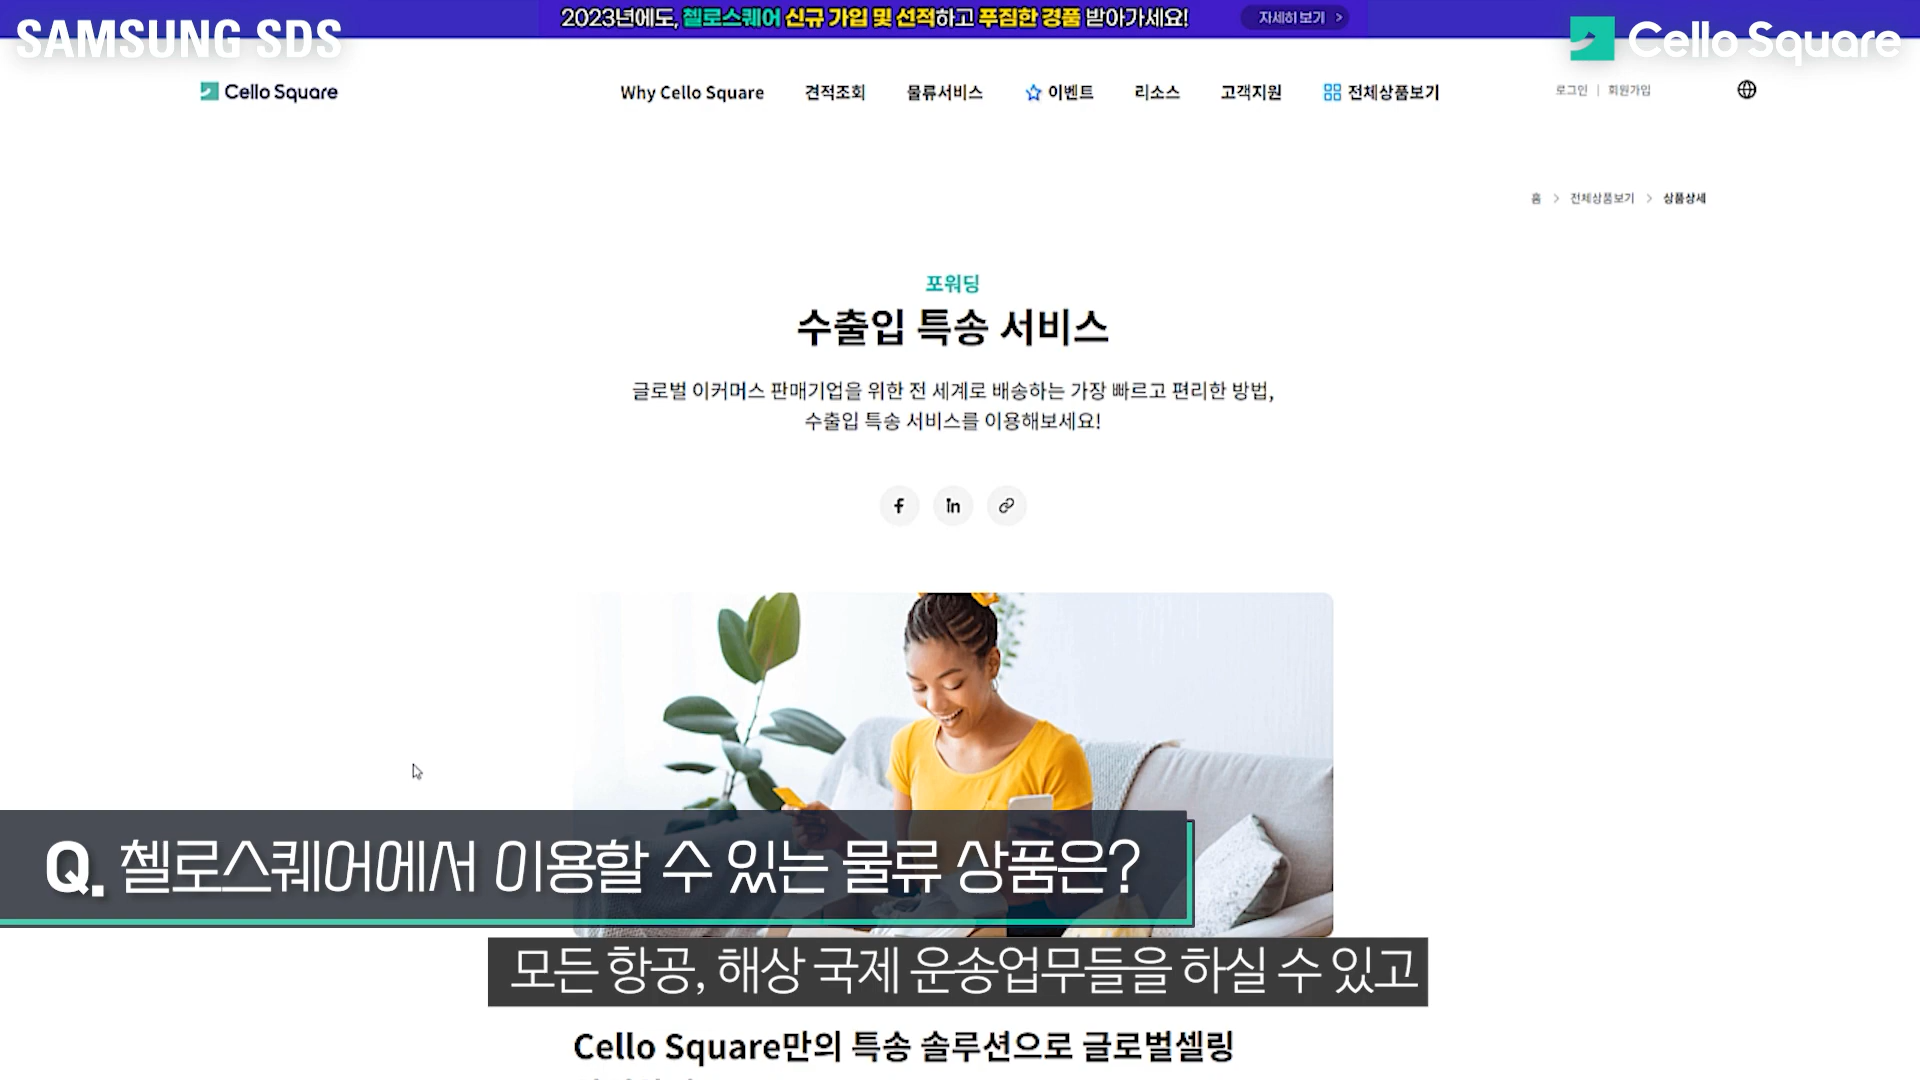 2023년에도, 첼로스퀘어 신규 가입 및 선적하고 푸짐한 경품 받아가세요!
자세히 보기 >
SAMSUNG SDS
Cello Square
Cello Square
Why Cello Square
견적조회
물류서비스
이벤트
리소스
고객지원
전체상품보기
로그인 | 회원가입
홈 > 전체상품보기 > 상품상세
포워딩
수출입 특송 서비스
글로벌 이커머스 판매기업을 위한 전 세계로 배송하는 가장 빠르고 편리한 방법,
수출입 특송 서비스를 이용해보세요!
f
in
Q. 첼로스퀘어에서 이용할 수 있는 물류 상품은?
모든 항공, 해상 국제 운송업무들을 하실 수 있고
Cello Square만의 특송 솔루션으로 글로벌셀링